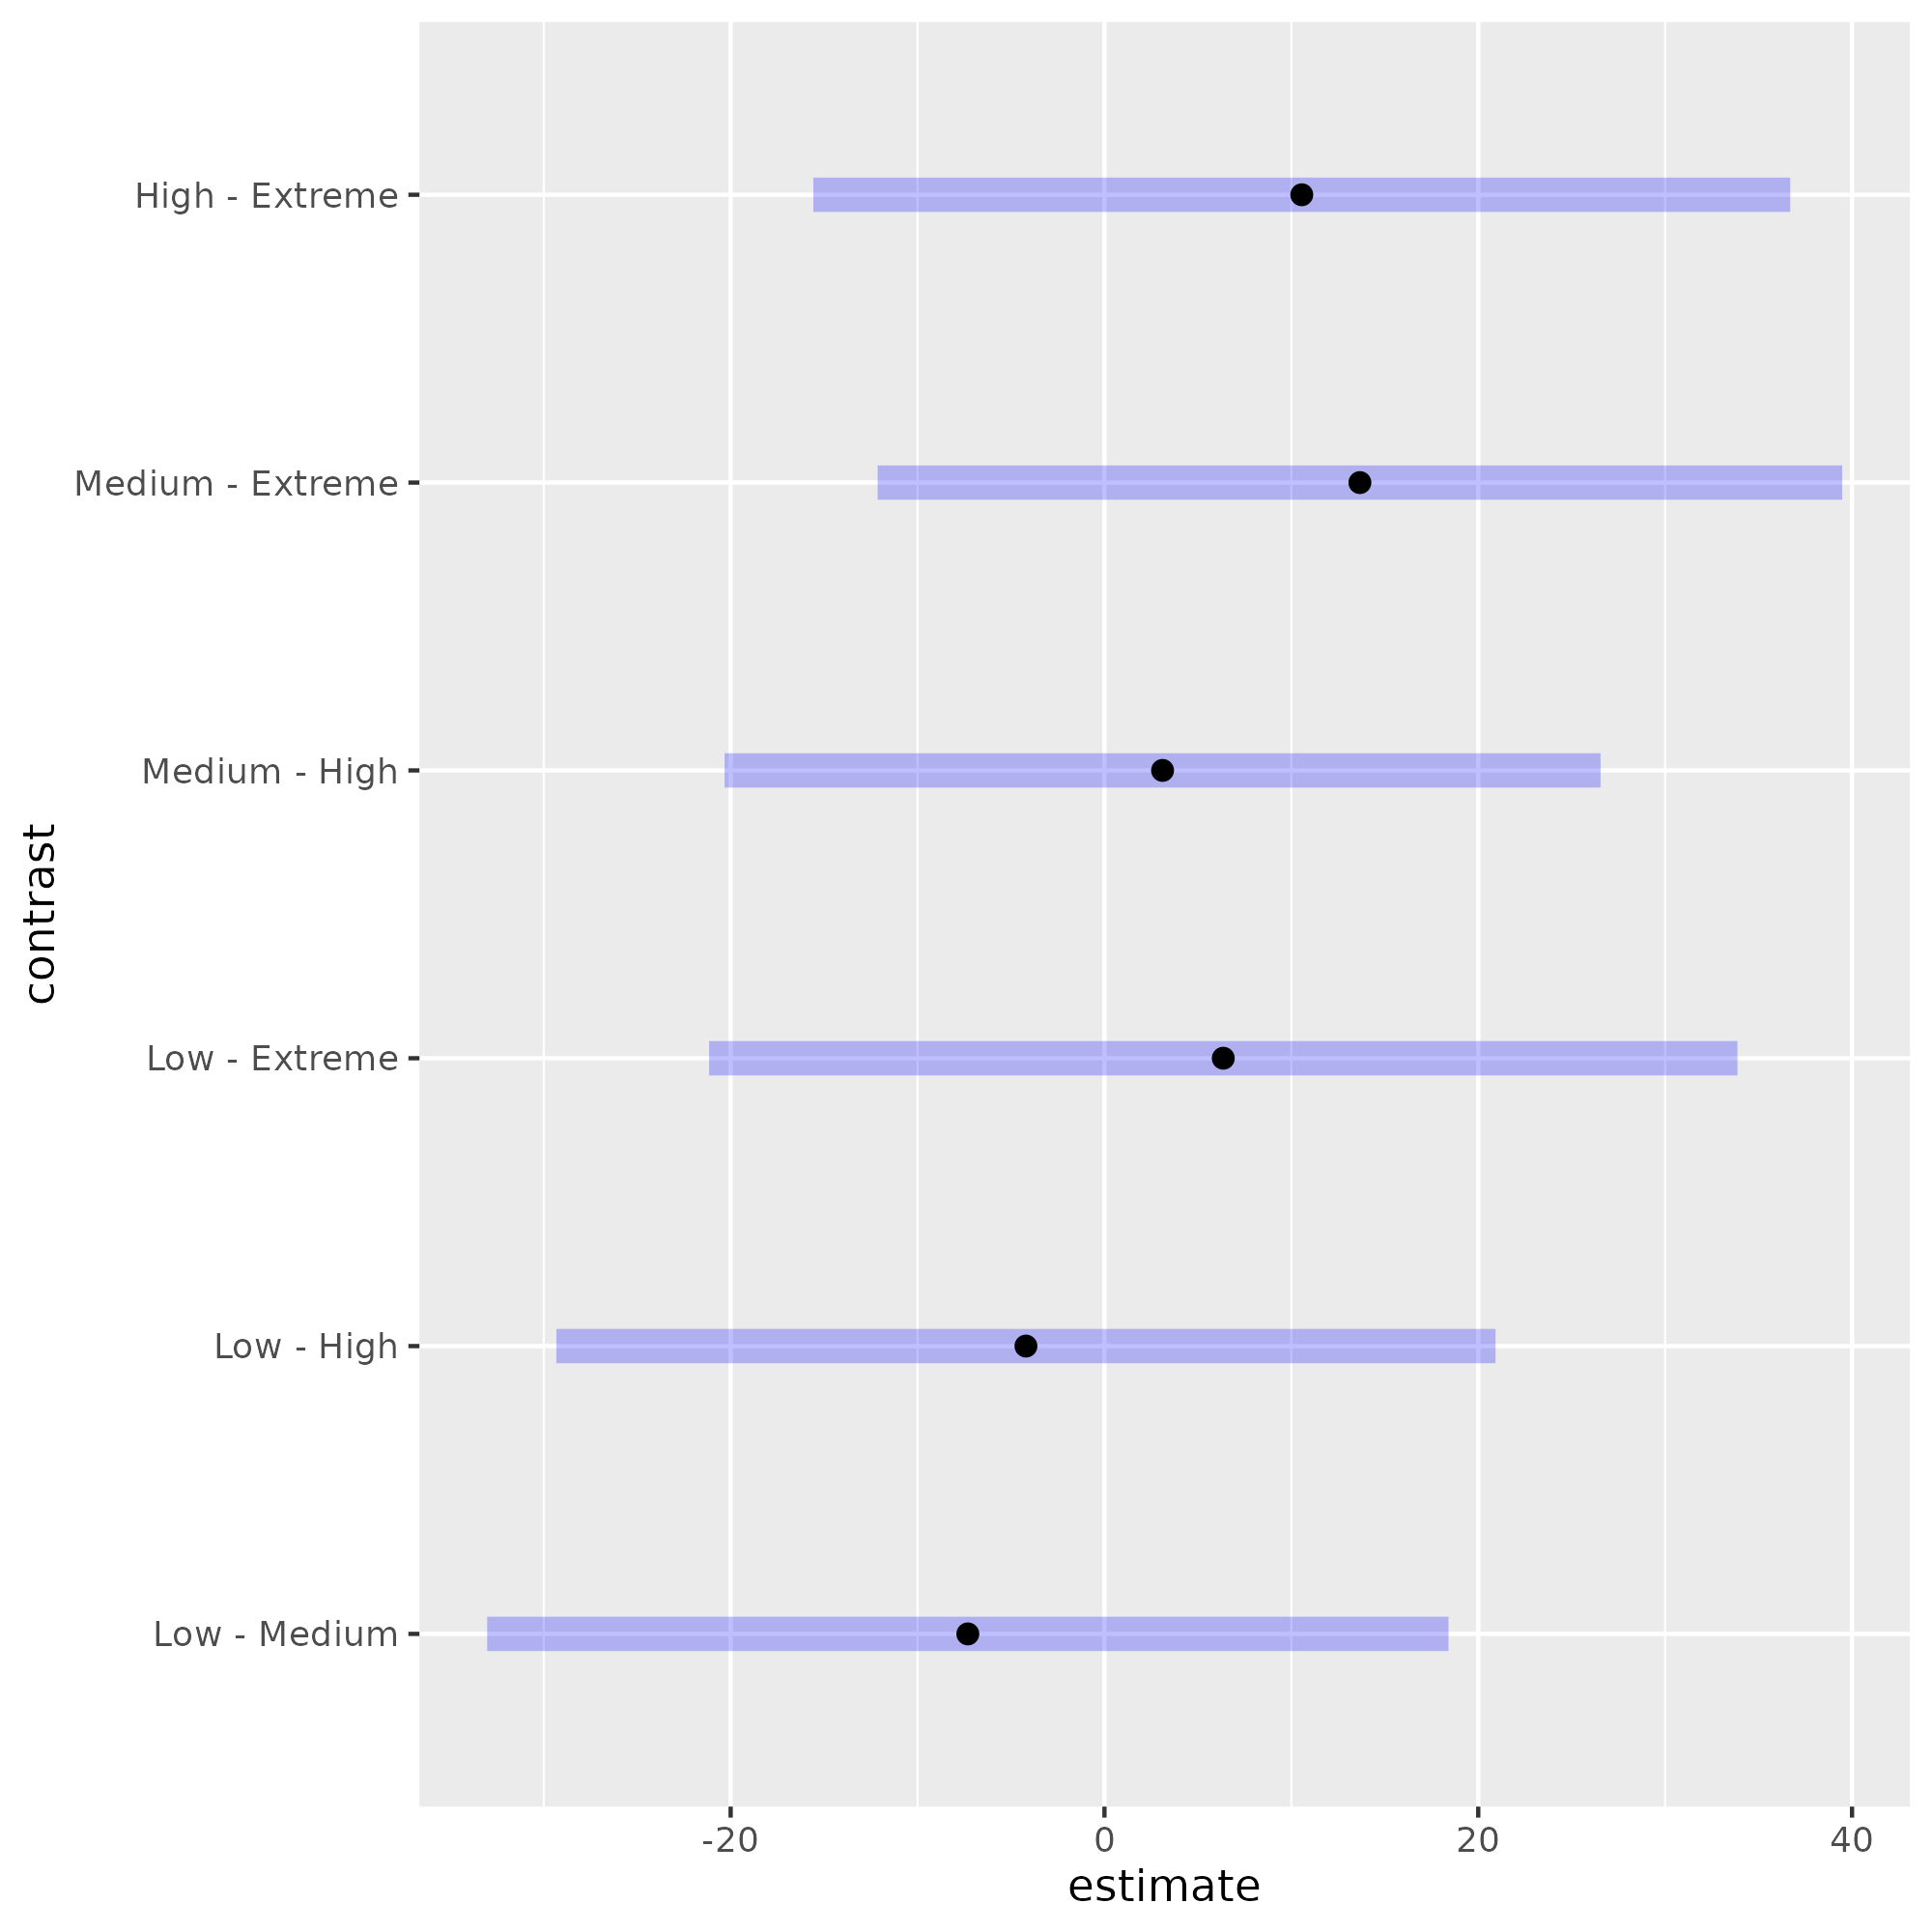 High - Extreme
Medium - Extreme
Medium - High
Low - Extreme
Low - High
Low - Medium
contrast
-20 0 20 40
estimate